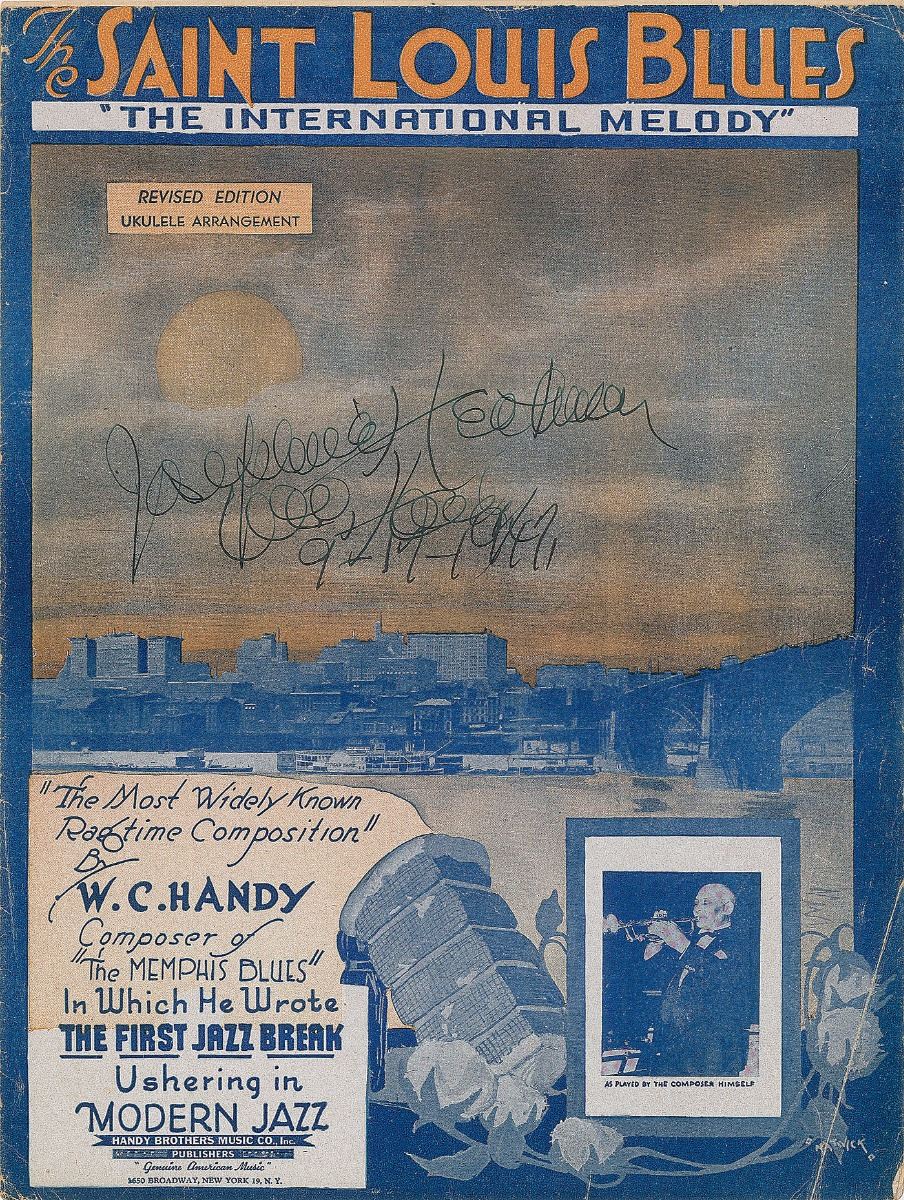 The SAINT LOUIS BLUES
"THE INTERNATIONAL MELODY"
REVISED EDITION
UKULELE ARRANGEMENT
Josephine Heathman
"The Most Widely Known
Ragtime Composition"
By
W.C. HANDY
Composer of
"The MEMPHIS BLUES"
In Which He Wrote
THE FIRST JAZZ BREAK
Ushering in
MODERN JAZZ
HANDY BROTHERS MUSIC CO., Inc.
PUBLISHERS
"Genuine American Music"
1650 BROADWAY, NEW YORK 19, N. Y.
AS PLAYED BY THE COMPOSER HIMSELF